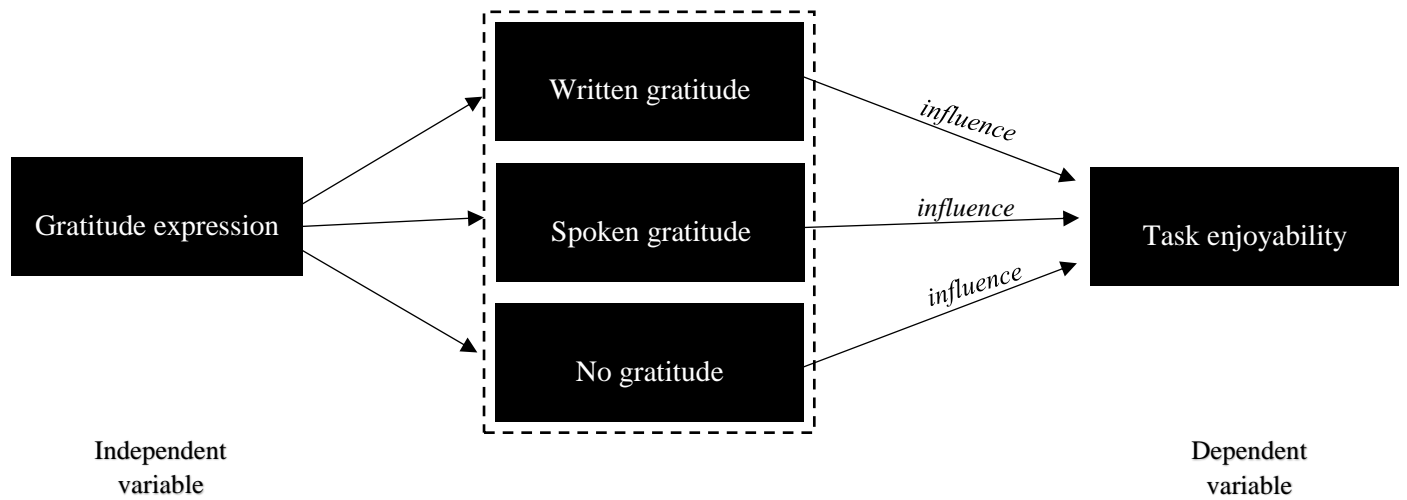 Written gratitude
influence
Gratitude expression
Spoken gratitude
influence
Task enjoyability
influence
No gratitude
Independent
variable
Dependent
variable